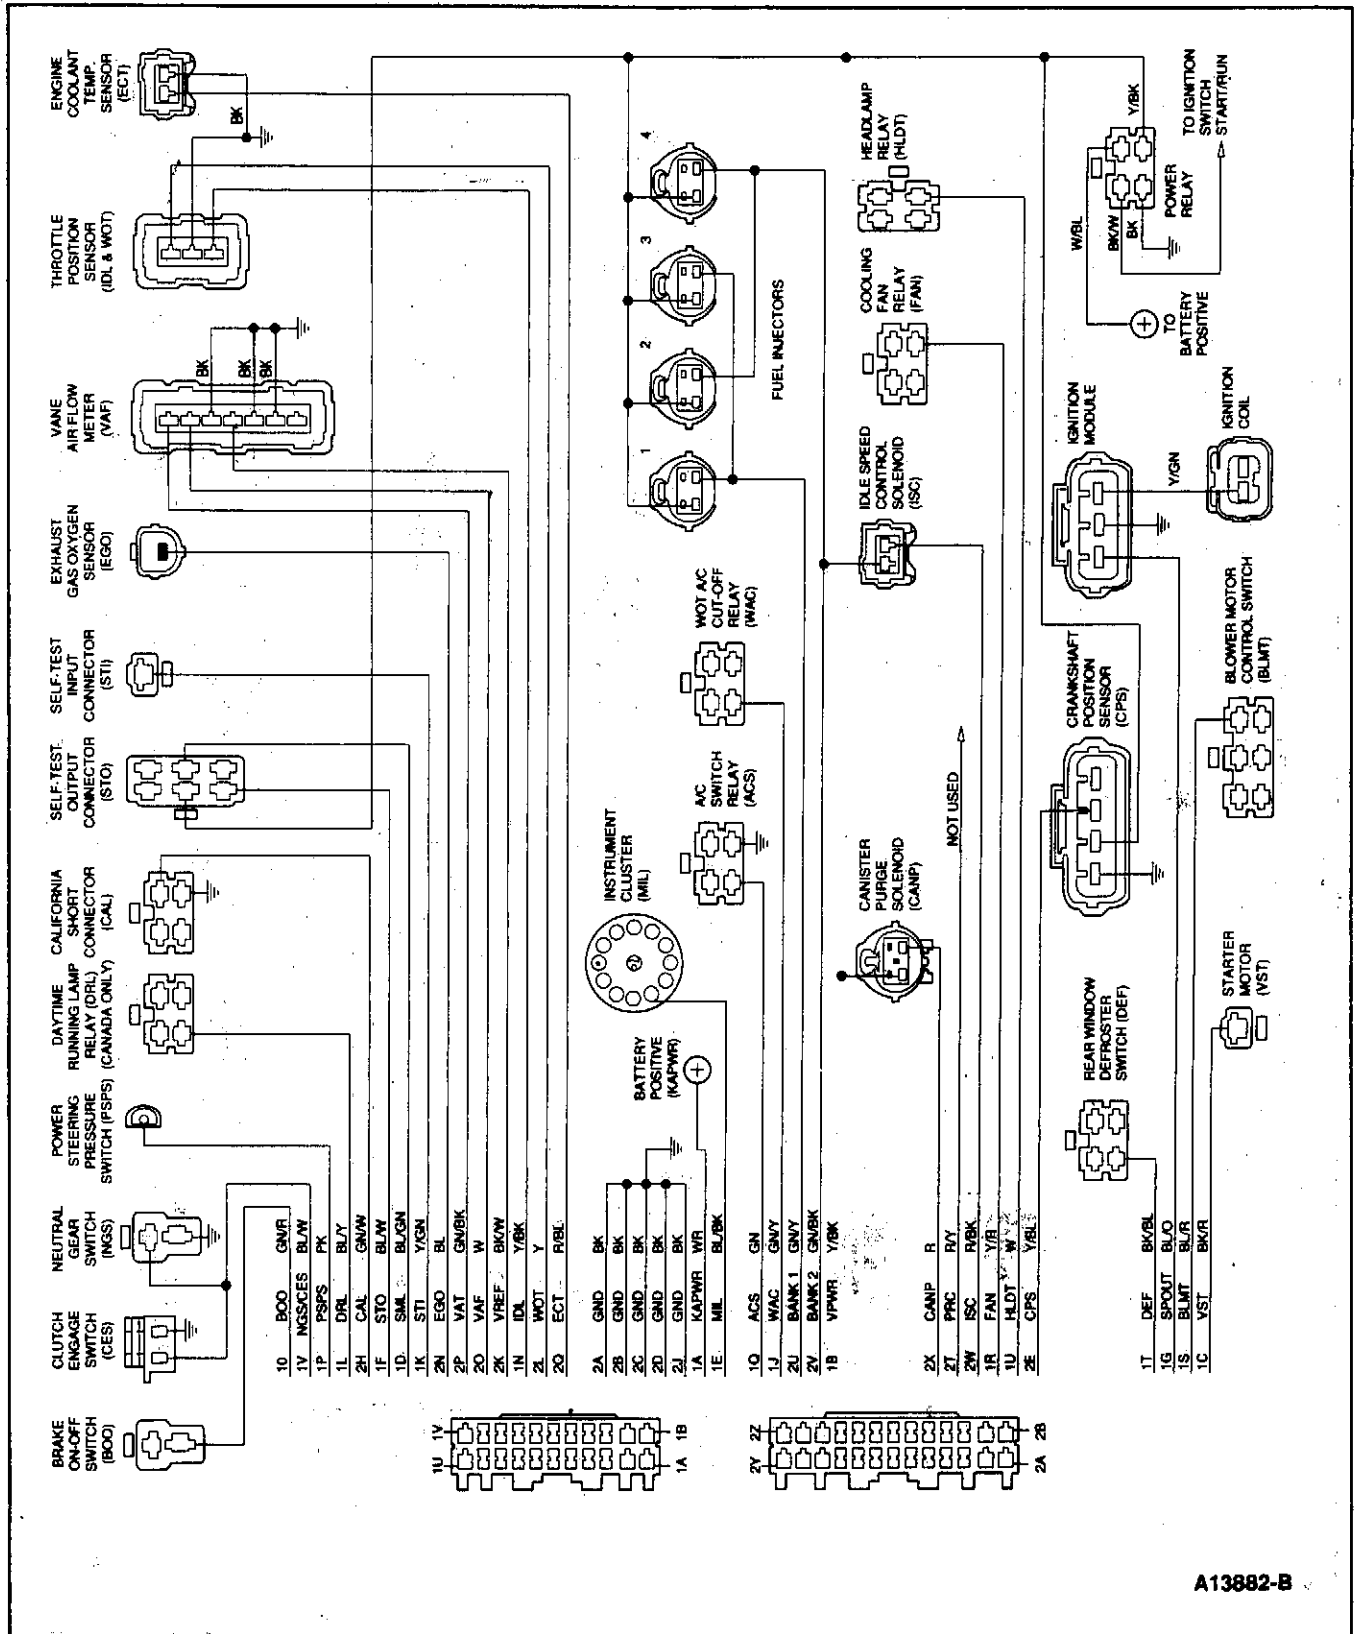 BRAKE
ON-OFF
SWITCH
(BOO)
CLUTCH
ENGAGE
SWITCH
(CES)
NEUTRAL
GEAR
SWITCH
(NGS)
POWER
STEERING
PRESSURE
SWITCH (PSPS)
DAYTIME
RUNNING LAMP
RELAY (DRL)
(CANADA ONLY)
CALIFORNIA
SHORT
CONNECTOR
(CAL)
SELF-TEST
OUTPUT
CONNECTOR
(STO)
SELF-TEST
INPUT
CONNECTOR
(STI)
EXHAUST
GAS OXYGEN
SENSOR
(EGO)
VANE
AIR FLOW
METER
(VAF)
THROTTLE
POSITION
SENSOR
(IDL & WOT)
ENGINE
COOLANT
TEMP.
SENSOR
(ECT)
BK
BK
BK
BK
1O BOO GN/R
1V NGS/CES BL/W
1P PSPS PK
1L DRL BL/Y
2H CAL GN/W
1F STO BL/W
1D SML BL/GN
1K STI Y/GN
2N EGO BL
2P VAT GN/BK
2O VAF W
2K VREF BK/W
1N IDL Y/BK
2L WOT Y
2Q ECT R/BL
1V
1U
1B
1A
2A GND BK
2B GND BK
2C GND BK
2D GND BK
2J GND BK
1A KAPWR W/R
1E MIL BL/BK
BATTERY
POSITIVE
(KAPWR)
INSTRUMENT
CLUSTER
(MIL)
A/C
SWITCH
RELAY
(ACS)
WOT A/C
CUT-OFF
RELAY
(WAC)
1
2
3
4
FUEL INJECTORS
1Q ACS GN
1J WAC GN/Y
2U BANK 1 GN/Y
2V BANK 2 GN/BK
1B VPWR Y/BK
2Z
2Y
2B
2A
CANISTER
PURGE
SOLENOID
(CANP)
NOT USED
IDLE SPEED
CONTROL
SOLENOID
(ISC)
COOLING
FAN
RELAY
(FAN)
HEADLAMP
RELAY
(HLDT)
2X CANP R
2T PRC R/Y
2W ISC R/BK
1R FAN Y/R
1U HLDT W
2E CPS Y/BL
REAR WINDOW
DEFROSTER
SWITCH (DEF)
CRANKSHAFT
POSITION
SENSOR
(CPS)
IGNITION
MODULE
TO
BATTERY
POSITIVE
W/BL
BK/W
BK
Y/BK
POWER
RELAY
TO IGNITION
SWITCH
START/RUN
1T DEF BK/BL
1G SPOUT BL/O
1S BLMT BL/R
1C VST BK/R
STARTER
MOTOR
(VST)
BLOWER MOTOR
CONTROL SWITCH
(BLMT)
Y/GN
IGNITION
COIL
A13882-B